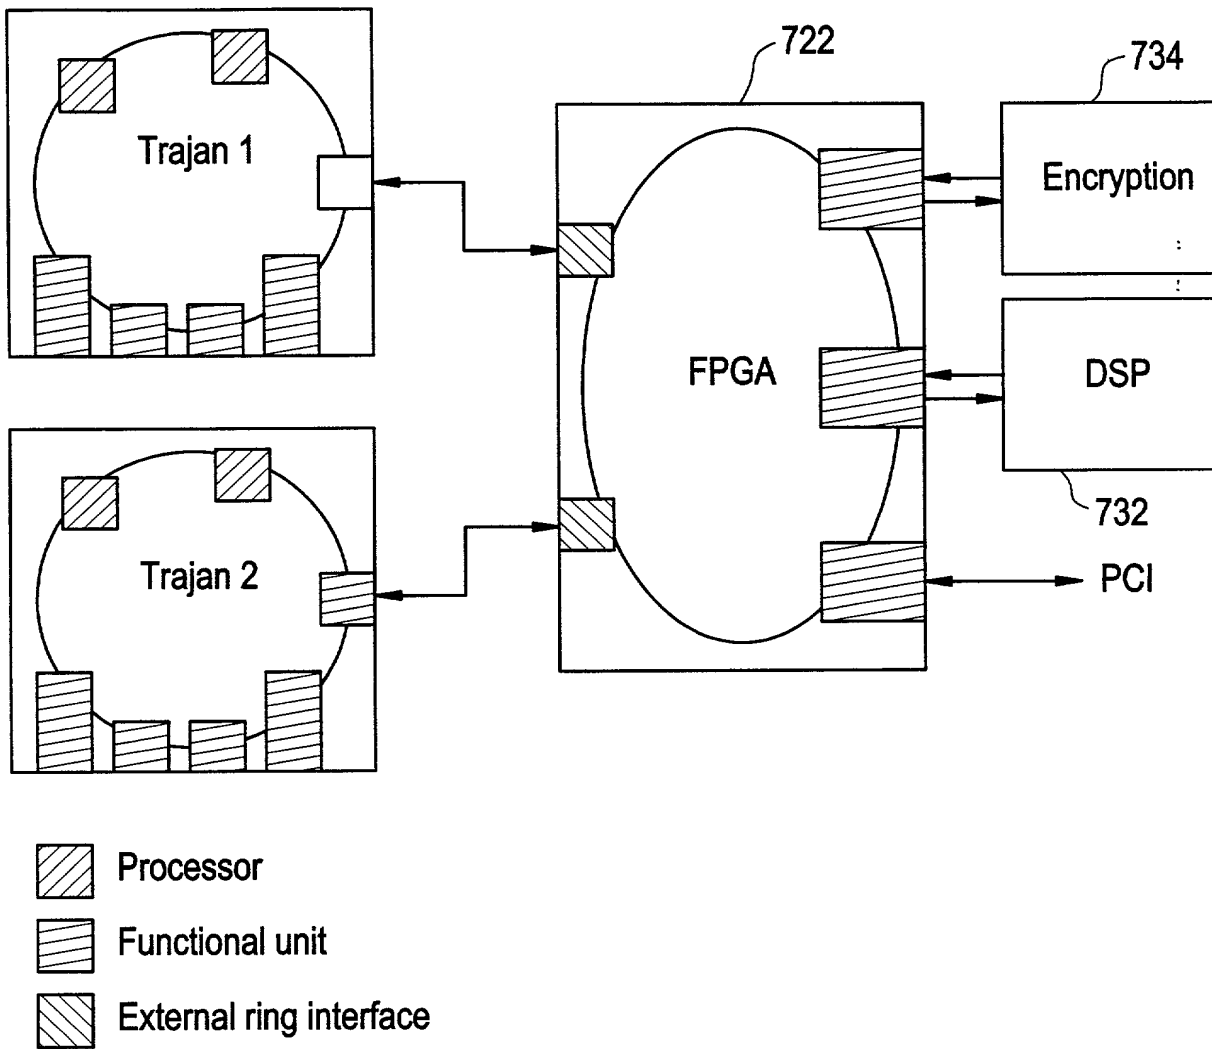 722
734
Trajan 1
Encryption
FPGA
DSP
732
Trajan 2
PCI
Processor
Functional unit
External ring interface